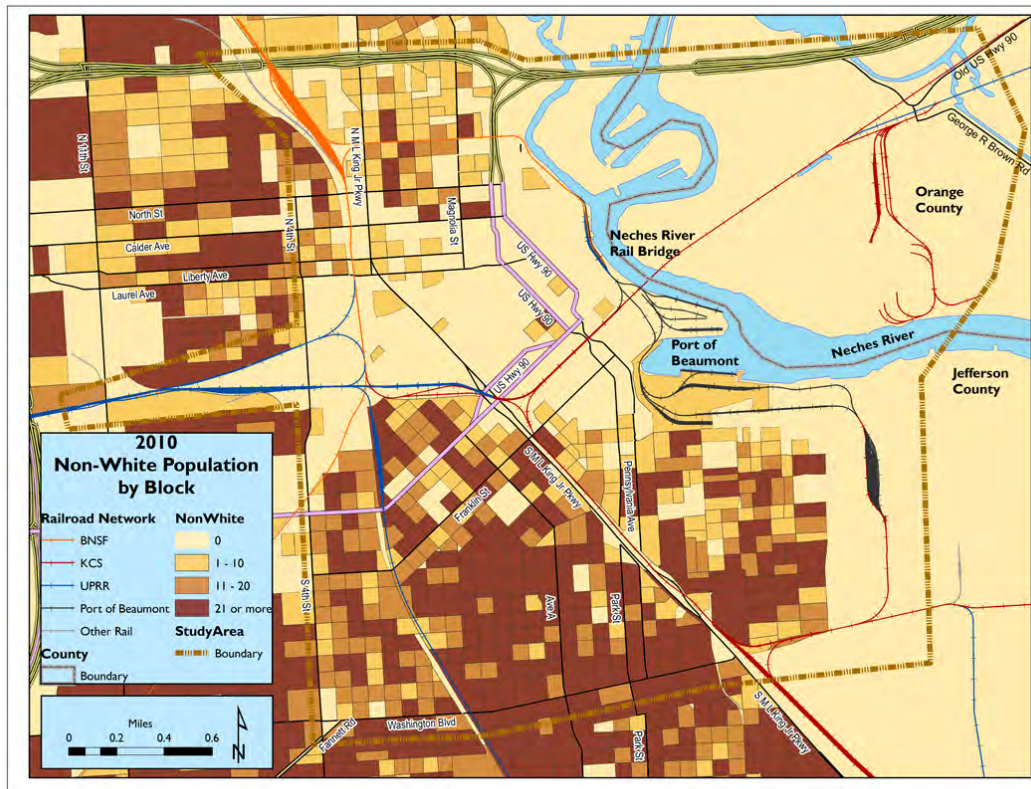 Old US Hwy 90
George R Brown Rd
N 11th St
N M L King Jr Pkwy
Orange
County
North St
Magnolia St
N 4th St
Neches River
Rail Bridge
Calder Ave
US Hwy 90
Liberty Ave
Laurel Ave
US Hwy 90
Neches River
Port of
Beaumont
US Hwy 90
Jefferson
County
2010
Non-White Population
by Block
Railroad Network
BNSF
KCS
UPRR
Port of Beaumont
Other Rail
County
Boundary
NonWhite
0
1 - 10
11 - 20
21 or more
StudyArea
Boundary
S M L King Jr Pkwy
Pennsylvania Ave
Franklin St
S 4th St
Ave A
Park St
Washington Blvd
Fannett Rd
Park St
S M L King Jr Pkwy
Miles
0 0.2 0.4 0.6
N